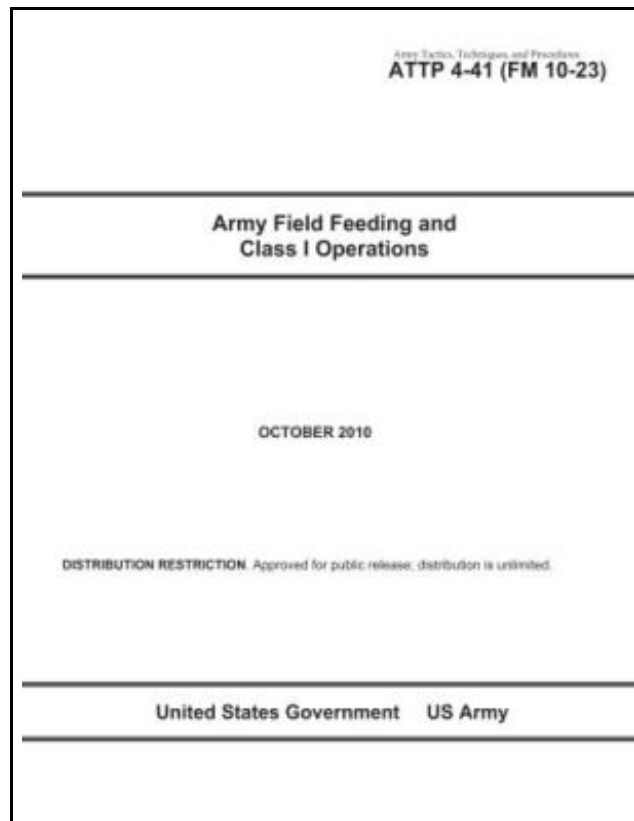 Army Tactics, Techniques, and Procedures
ATTP 4-41 (FM 10-23)
Army Field Feeding and
Class I Operations
OCTOBER 2010
DISTRIBUTION RESTRICTION. Approved for public release; distribution is unlimited.
United States Government US Army